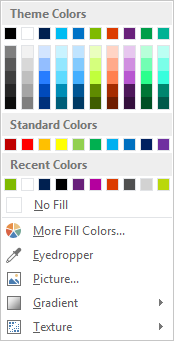 Theme Colors
Standard Colors
Recent Colors
No Fill
More Fill Colors...
Eyedropper
Picture...
Gradient
Texture